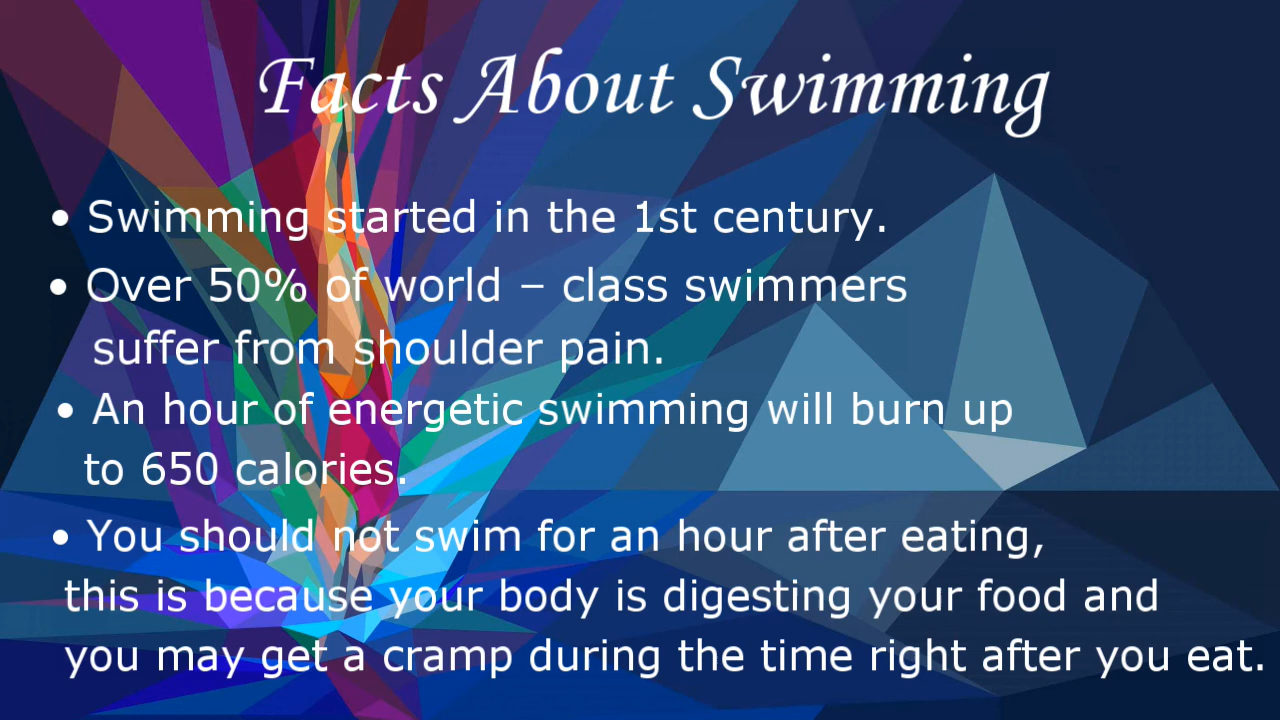 Facts About Swimming
• Swimming started in the 1st century.
• Over 50% of world – class swimmers
suffer from shoulder pain.
• An hour of energetic swimming will burn up
to 650 calories.
• You should not swim for an hour after eating,
this is because your body is digesting your food and
you may get a cramp during the time right after you eat.